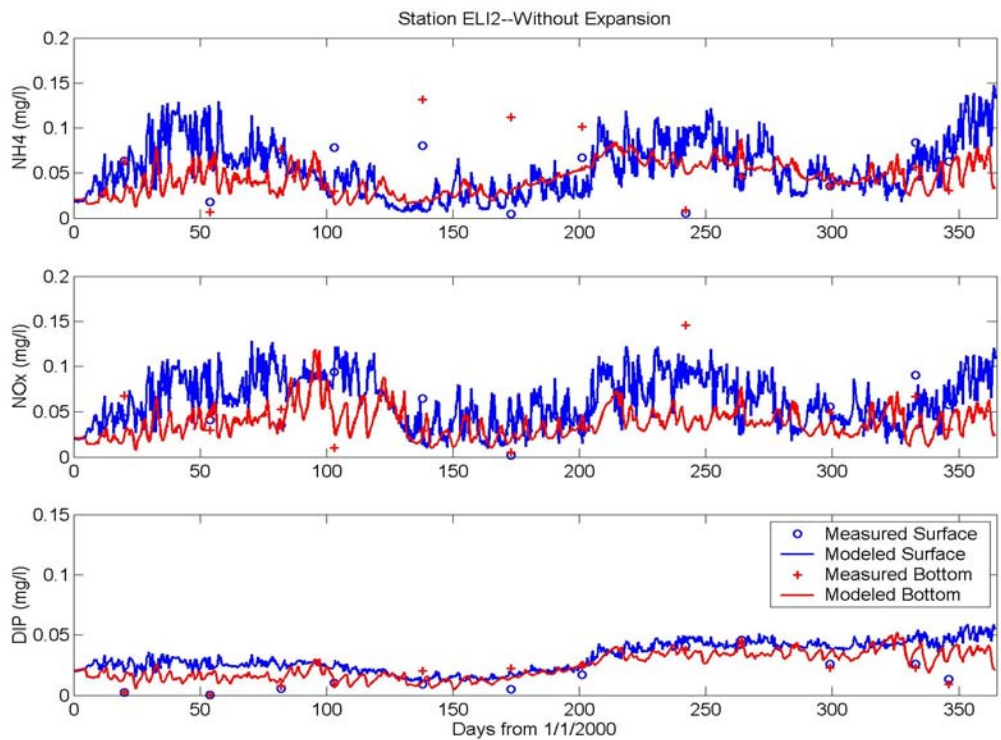 Station ELI2--Without Expansion
NH4 (mg/l)
0.2
0.15
0.1
0.05
0
0 50 100 150 200 250 300 350
NOx (mg/l)
0.2
0.15
0.1
0.05
0
0 50 100 150 200 250 300 350
DIP (mg/l)
0.15
0.1
0.05
0
Measured Surface
Modeled Surface
Measured Bottom
Modeled Bottom
0 50 100 150 200 250 300 350
Days from 1/1/2000